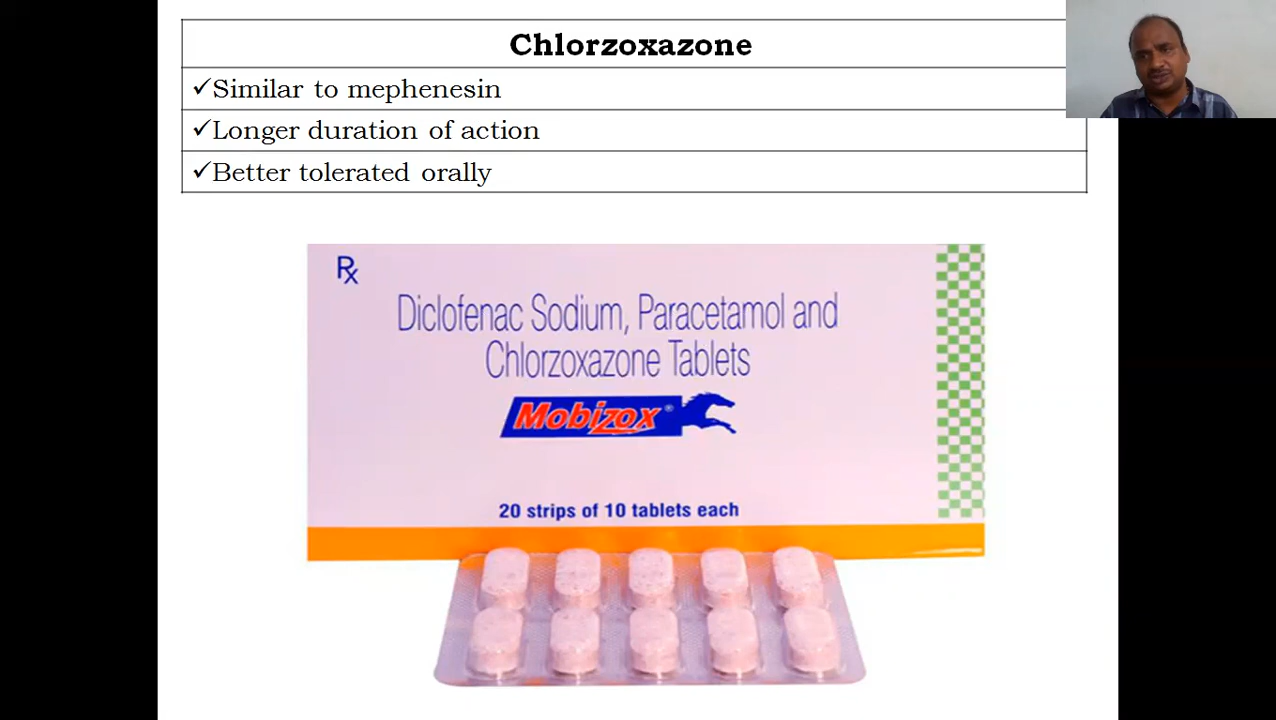 Chlorzoxazone
✓Similar to mephenesin
✓Longer duration of action
✓Better tolerated orally
Rx
Diclofenac Sodium, Paracetamol and
Chlorzoxazone Tablets
Mobizox®
20 strips of 10 tablets each